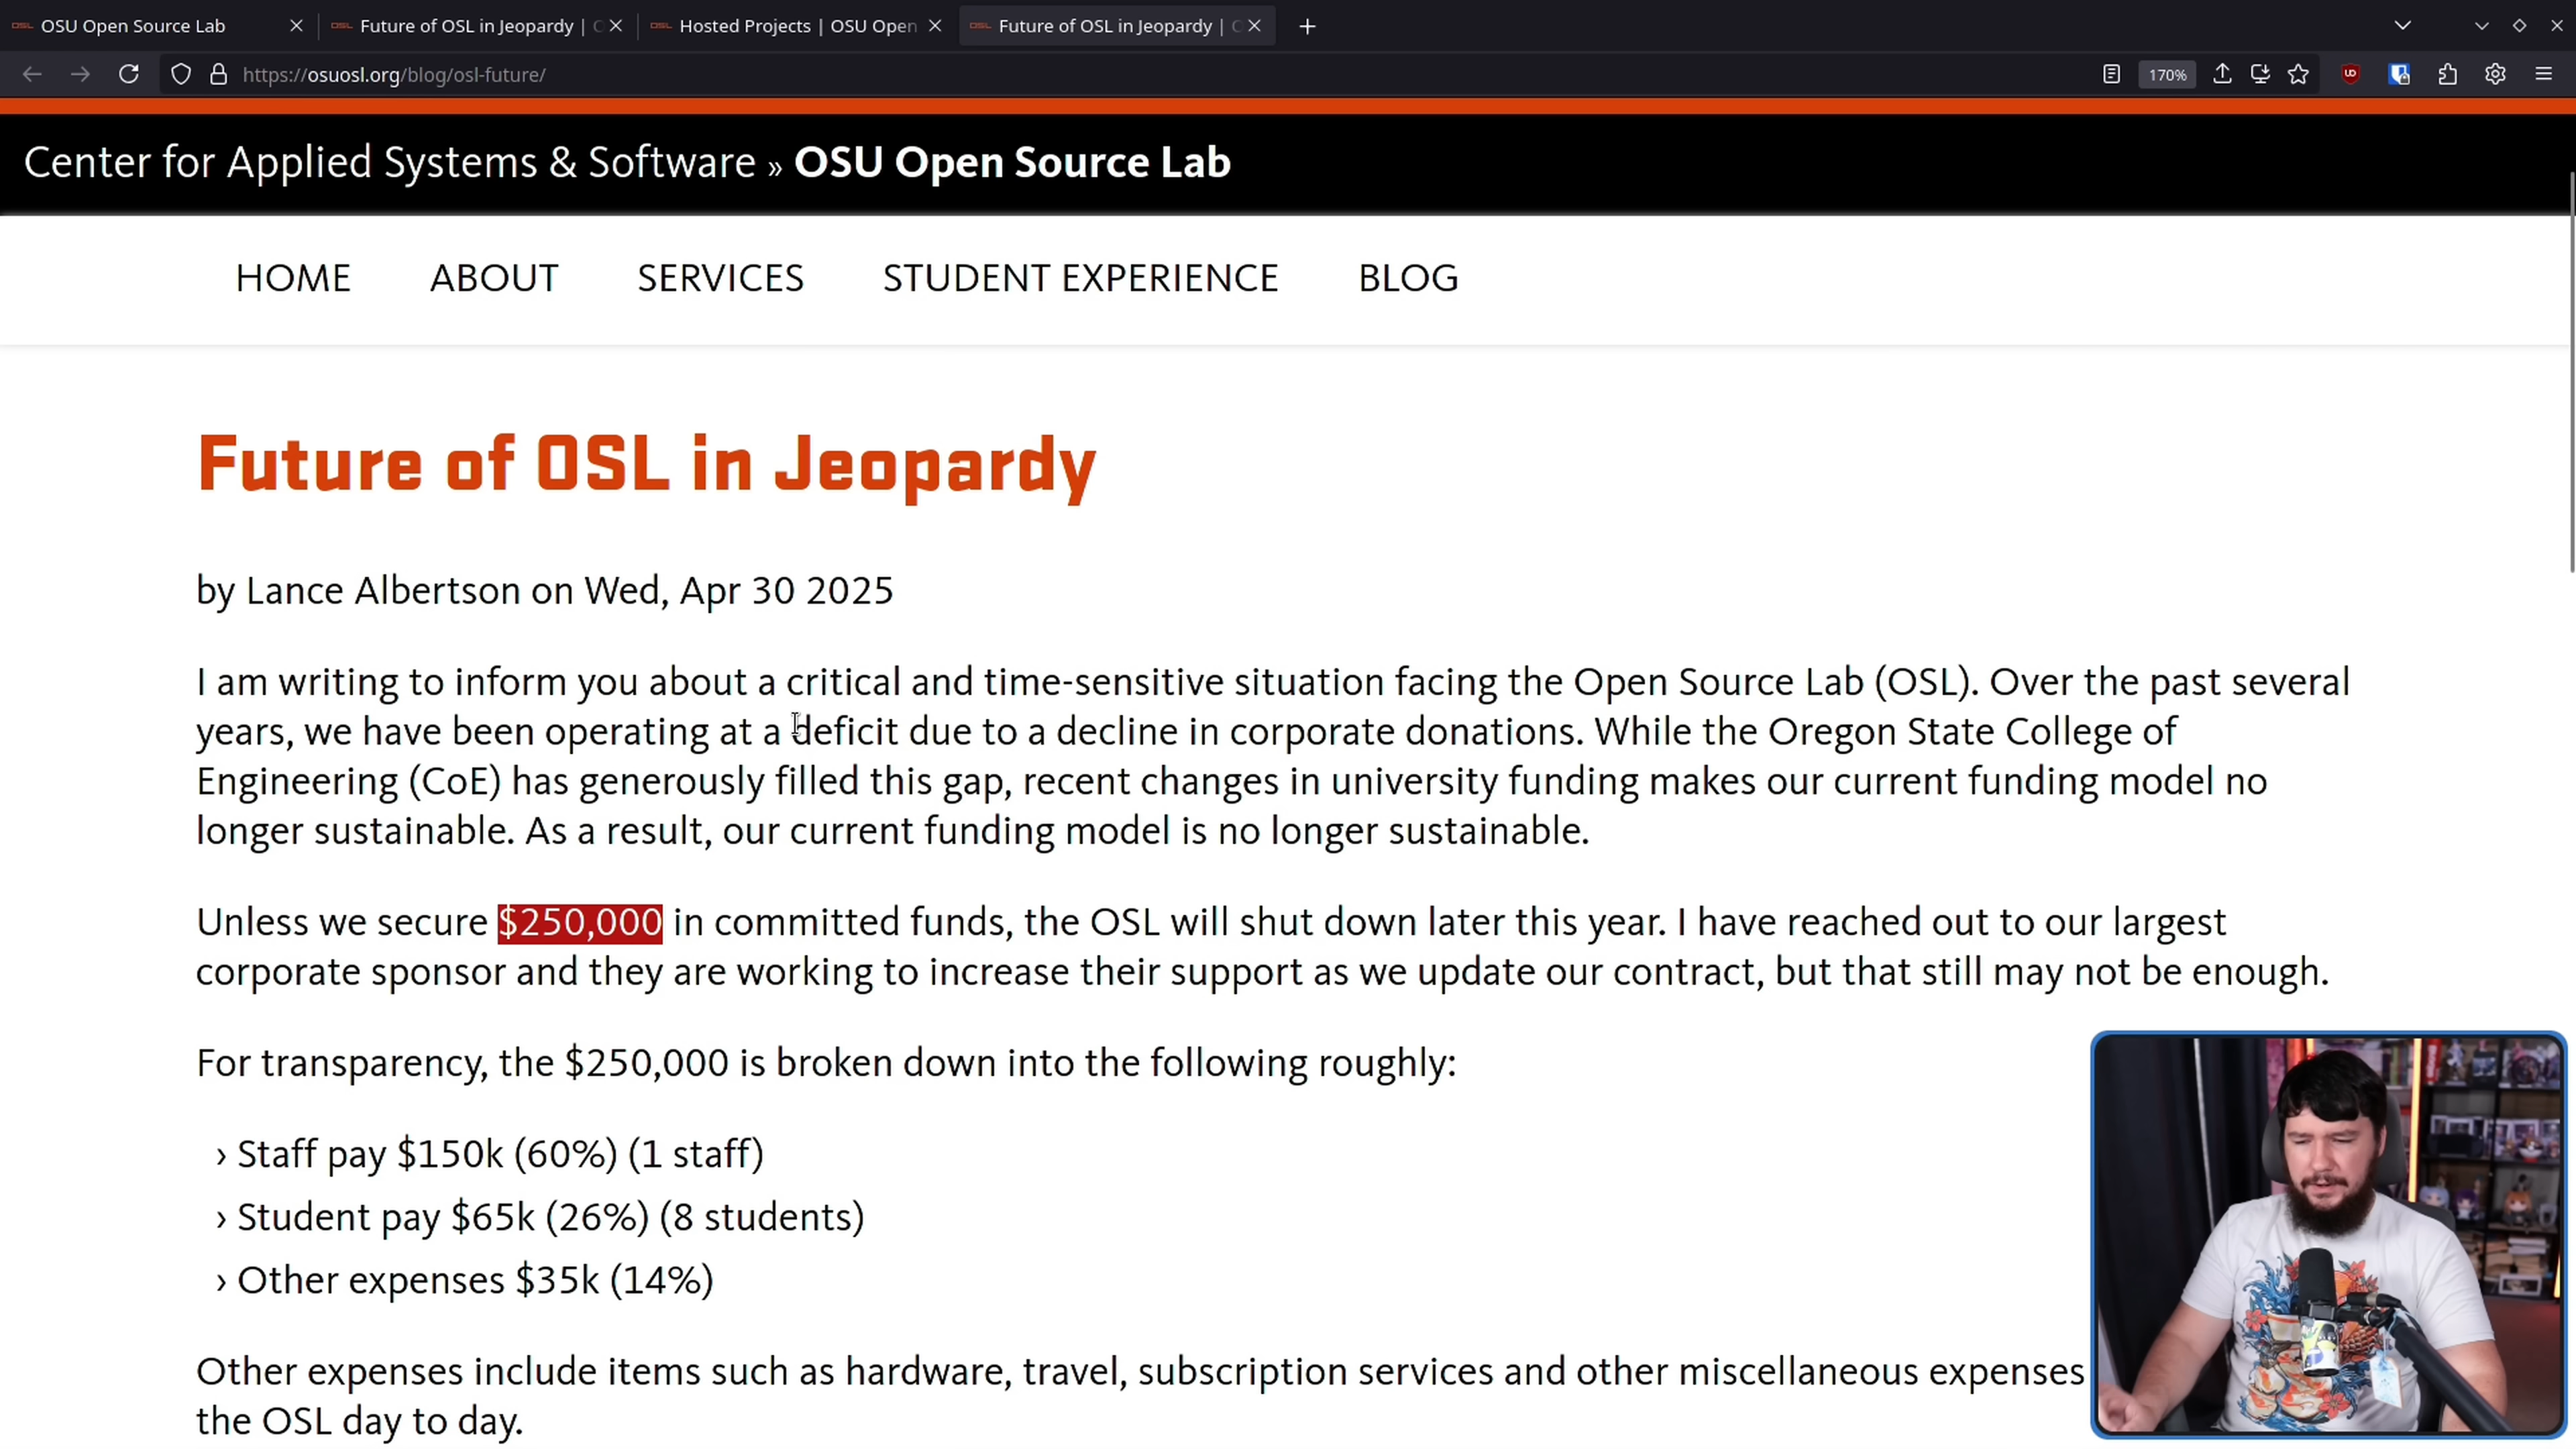 OSU Open Source Lab
Future of OSL in Jeopardy |
Hosted Projects | OSU Open
Future of OSL in Jeopardy |
https://osuosl.org/blog/osl-future/
170%
Center for Applied Systems & Software » OSU Open Source Lab
HOME ABOUT SERVICES STUDENT EXPERIENCE BLOG
Future of OSL in Jeopardy
by Lance Albertson on Wed, Apr 30 2025
I am writing to inform you about a critical and time-sensitive situation facing the Open Source Lab (OSL). Over the past several
years, we have been operating at a deficit due to a decline in corporate donations. While the Oregon State College of
Engineering (CoE) has generously filled this gap, recent changes in university funding makes our current funding model no
longer sustainable. As a result, our current funding model is no longer sustainable.
Unless we secure $250,000 in committed funds, the OSL will shut down later this year. I have reached out to our largest
corporate sponsor and they are working to increase their support as we update our contract, but that still may not be enough.
For transparency, the $250,000 is broken down into the following roughly:
› Staff pay $150k (60%) (1 staff)
› Student pay $65k (26%) (8 students)
› Other expenses $35k (14%)
Other expenses include items such as hardware, travel, subscription services and other miscellaneous expenses
the OSL day to day.